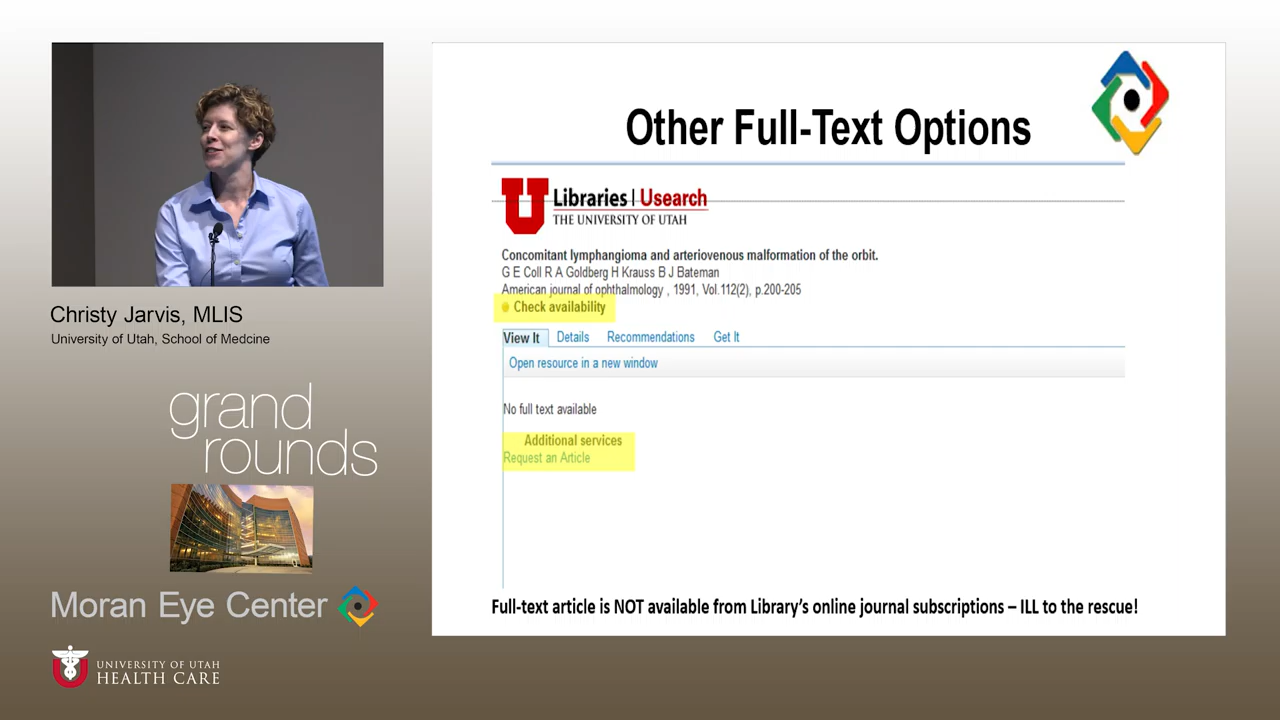 Christy Jarvis, MLIS
University of Utah, School of Medcine
grand
rounds
Moran Eye Center
UNIVERSITY OF UTAH
HEALTH CARE
Other Full-Text Options
U
Libraries | Usearch
THE UNIVERSITY OF UTAH
Concomitant lymphangioma and arteriovenous malformation of the orbit.
G E Coll R A Goldberg H Krauss B J Bateman
American journal of ophthalmology , 1991, Vol.112(2), p.200-205
Check availability
View It Details Recommendations Get It
Open resource in a new window
No full text available
Additional services
Request an Article
Full-text article is NOT available from Library's online journal subscriptions – ILL to the rescue!